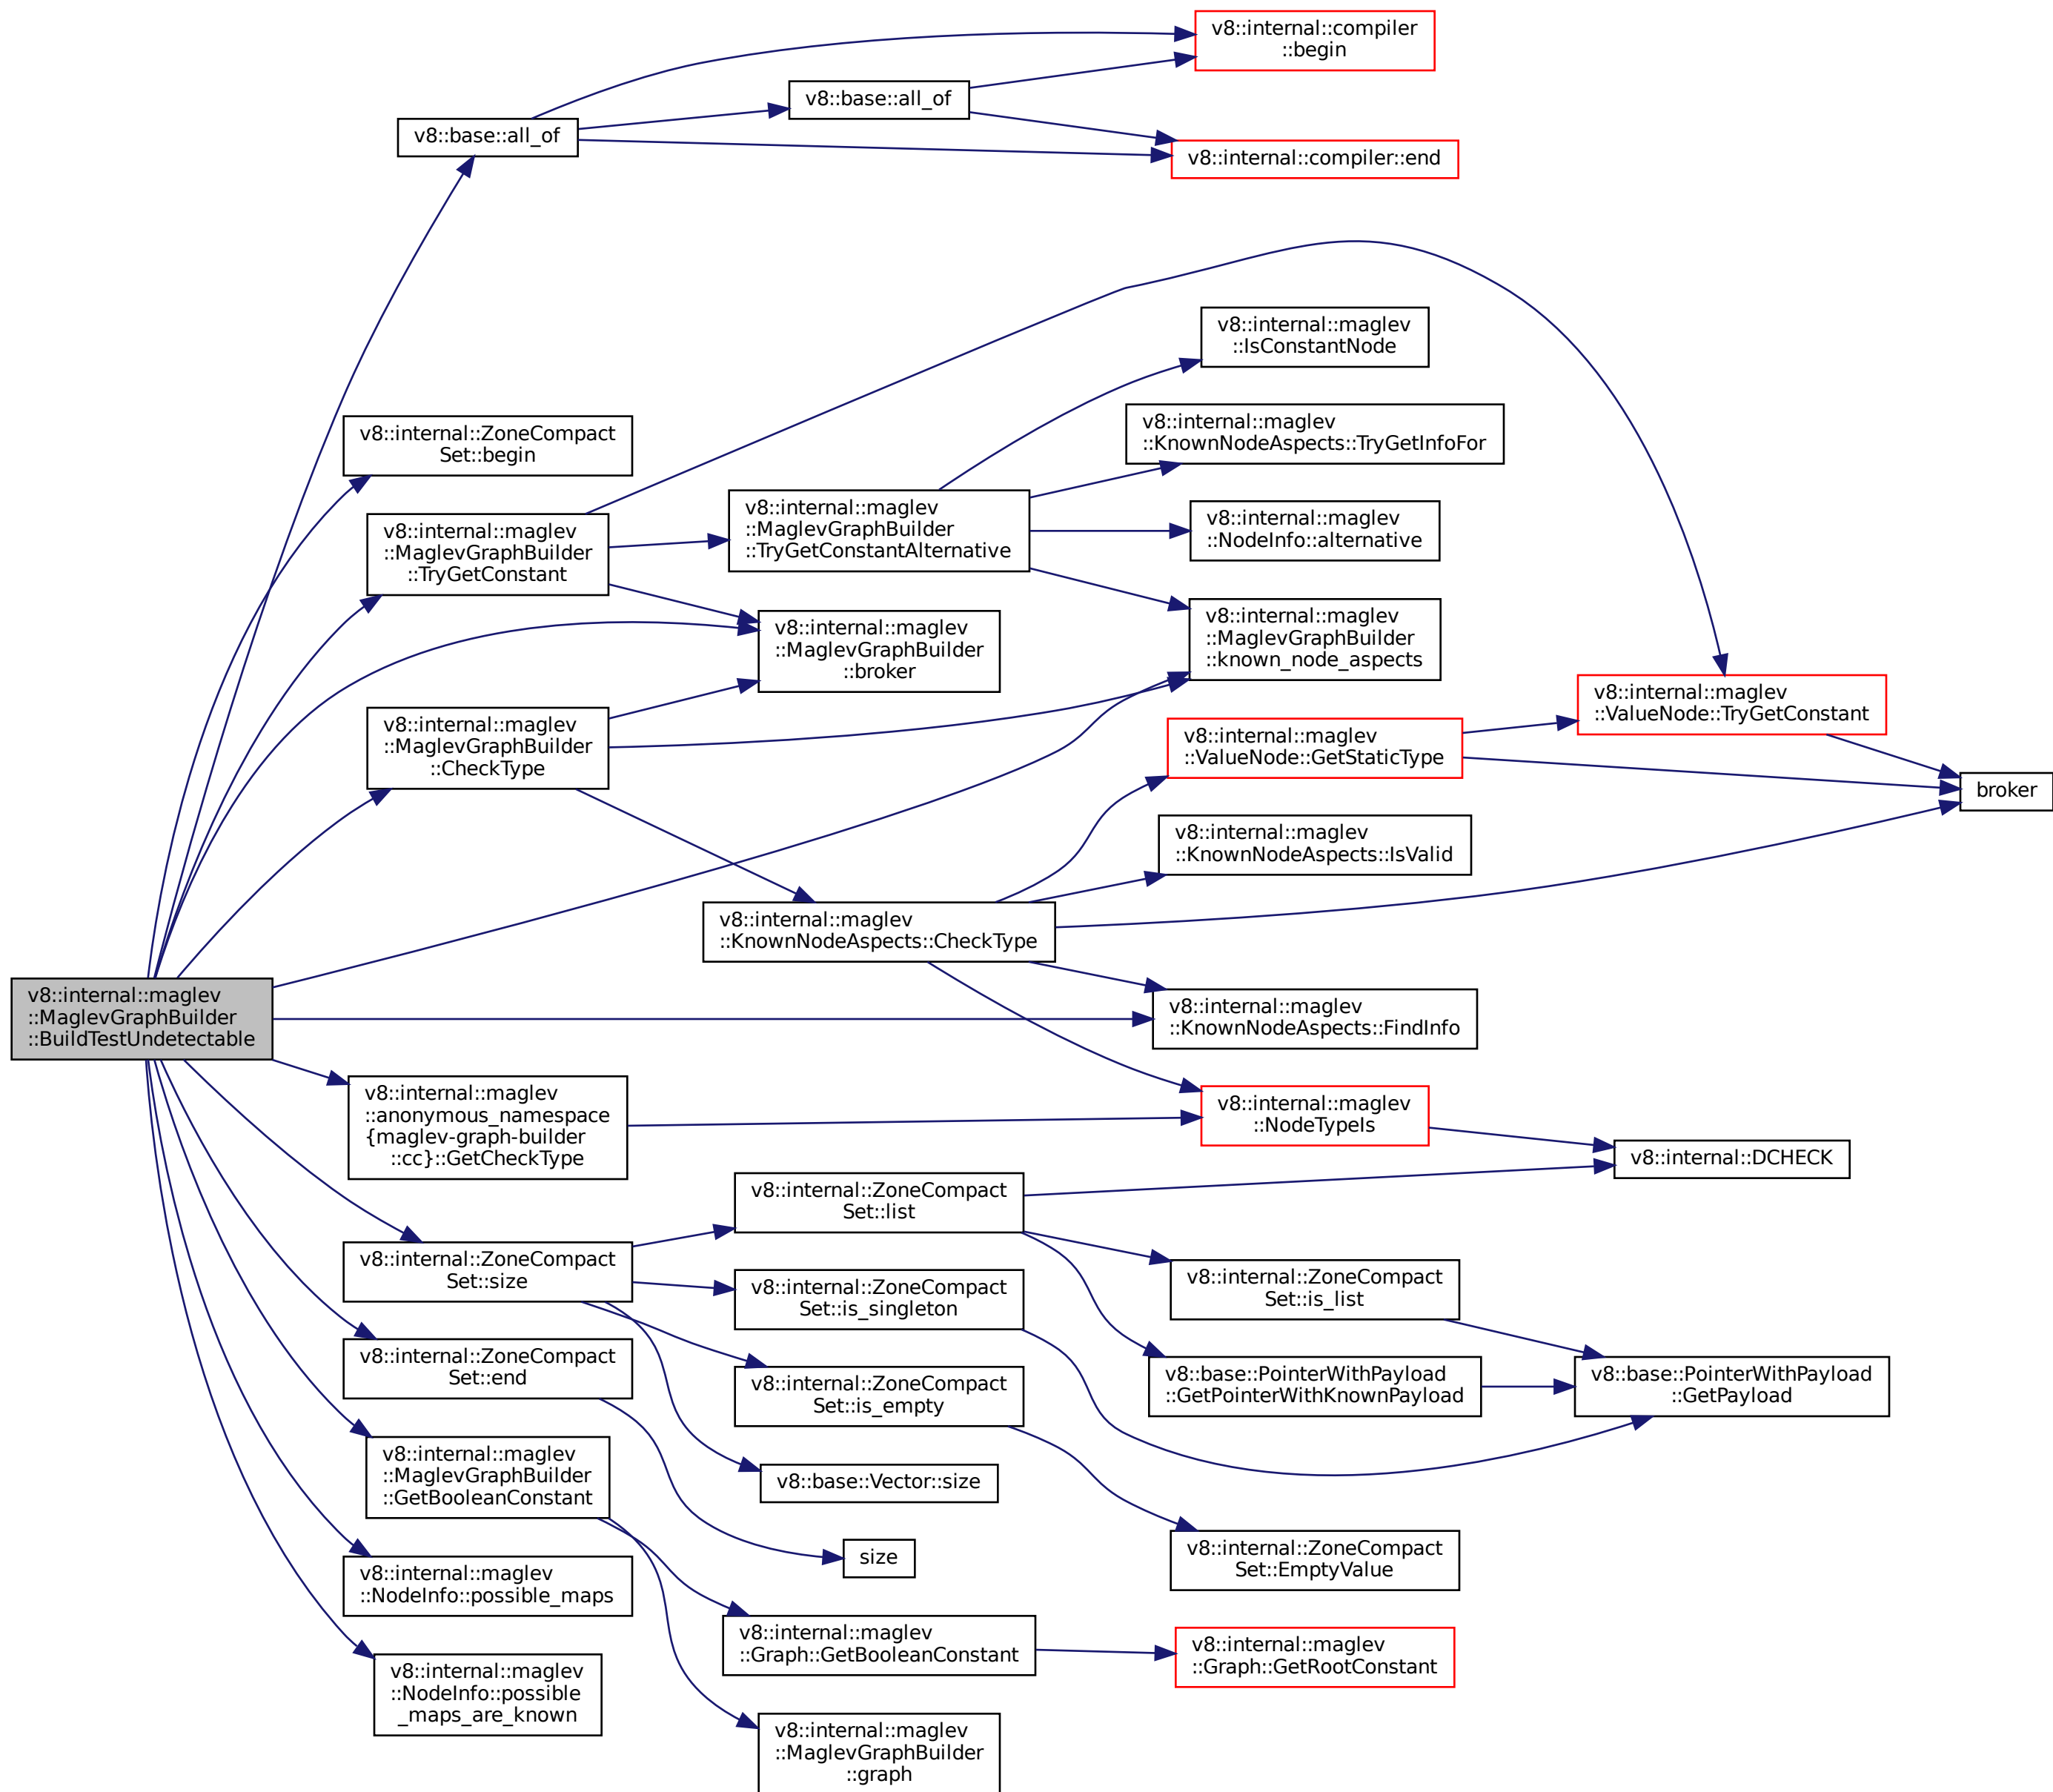 v8::internal::compiler
::begin
v8::base::all_of
v8::base::all_of
v8::internal::compiler::end
v8::internal::maglev
::IsConstantNode
v8::internal::ZoneCompact
Set::begin
v8::internal::maglev
::KnownNodeAspects::TryGetInfoFor
v8::internal::maglev
::MaglevGraphBuilder
::TryGetConstant
v8::internal::maglev
::MaglevGraphBuilder
::TryGetConstantAlternative
v8::internal::maglev
::NodeInfo::alternative
v8::internal::maglev
::MaglevGraphBuilder
::broker
v8::internal::maglev
::MaglevGraphBuilder
::known_node_aspects
v8::internal::maglev
::MaglevGraphBuilder
::CheckType
v8::internal::maglev
::ValueNode::GetStaticType
v8::internal::maglev
::ValueNode::TryGetConstant
broker
v8::internal::maglev
::KnownNodeAspects::IsValid
v8::internal::maglev
::KnownNodeAspects::CheckType
v8::internal::maglev
::MaglevGraphBuilder
::BuildTestUndetectable
v8::internal::maglev
::KnownNodeAspects::FindInfo
v8::internal::maglev
::anonymous_namespace
{maglev-graph-builder
::cc}::GetCheckType
v8::internal::maglev
::NodeTypeIs
v8::internal::DCHECK
v8::internal::ZoneCompact
Set::list
v8::internal::ZoneCompact
Set::size
v8::internal::ZoneCompact
Set::is_singleton
v8::internal::ZoneCompact
Set::is_list
v8::internal::ZoneCompact
Set::end
v8::internal::ZoneCompact
Set::is_empty
v8::base::PointerWithPayload
::GetPointerWithKnownPayload
v8::base::PointerWithPayload
::GetPayload
v8::internal::maglev
::MaglevGraphBuilder
::GetBooleanConstant
v8::base::Vector::size
size
v8::internal::ZoneCompact
Set::EmptyValue
v8::internal::maglev
::NodeInfo::possible_maps
v8::internal::maglev
::Graph::GetBooleanConstant
v8::internal::maglev
::Graph::GetRootConstant
v8::internal::maglev
::NodeInfo::possible
_maps_are_known
v8::internal::maglev
::MaglevGraphBuilder
::graph